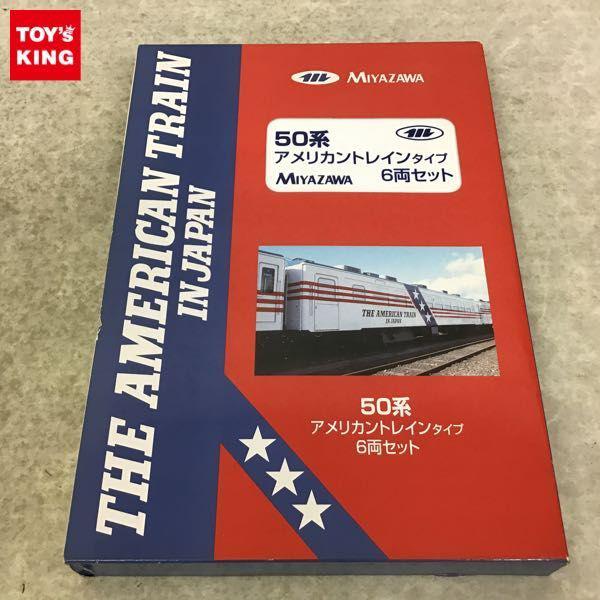 TOY'S
KING
THE AMERICAN TRAIN
IN JAPAN
MIYAZAWA
50系
アメリカントレインタイプ
MIYAZAWA 6両セット
THE AMERICAN TRAIN
IN JAPAN
50系
アメリカントレインタイプ
6両セット